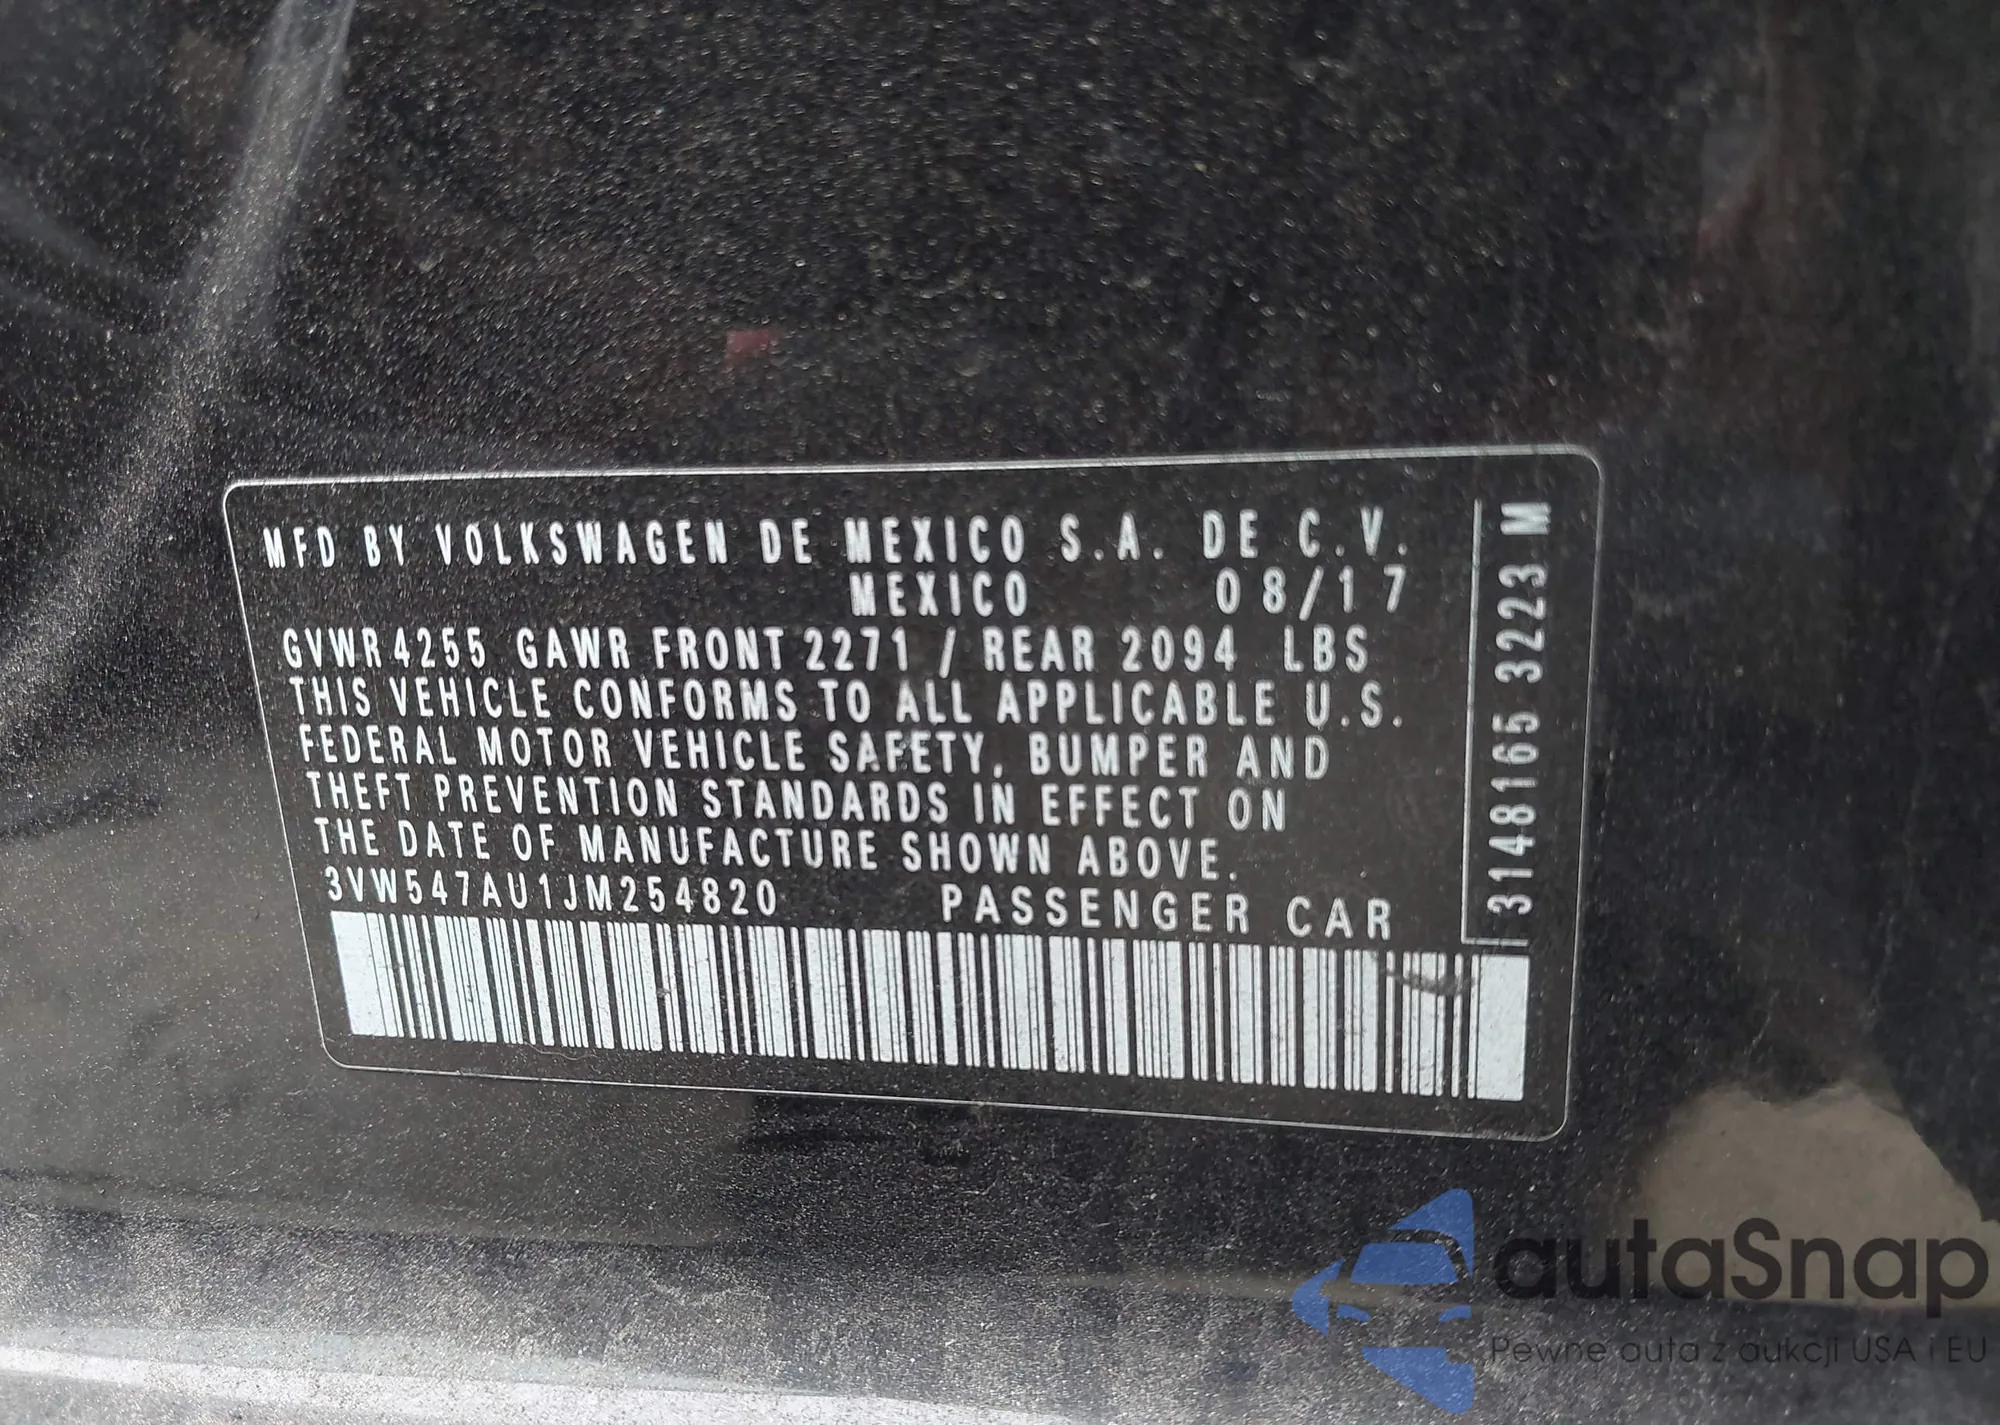 MFD BY VOLKSWAGEN DE MEXICO S.A. DE C.V.
MEXICO 08/17
GVWR 4255 GAWR FRONT 2271 / REAR 2094 LBS
THIS VEHICLE CONFORMS TO ALL APPLICABLE U.S.
FEDERAL MOTOR VEHICLE SAFETY, BUMPER AND
THEFT PREVENTION STANDARDS IN EFFECT ON
THE DATE OF MANUFACTURE SHOWN ABOVE.
3VW547AU1JM254820 PASSENGER CAR
3148165 3223 M
autaSnap
Pewne auta z aukcji USA i EU